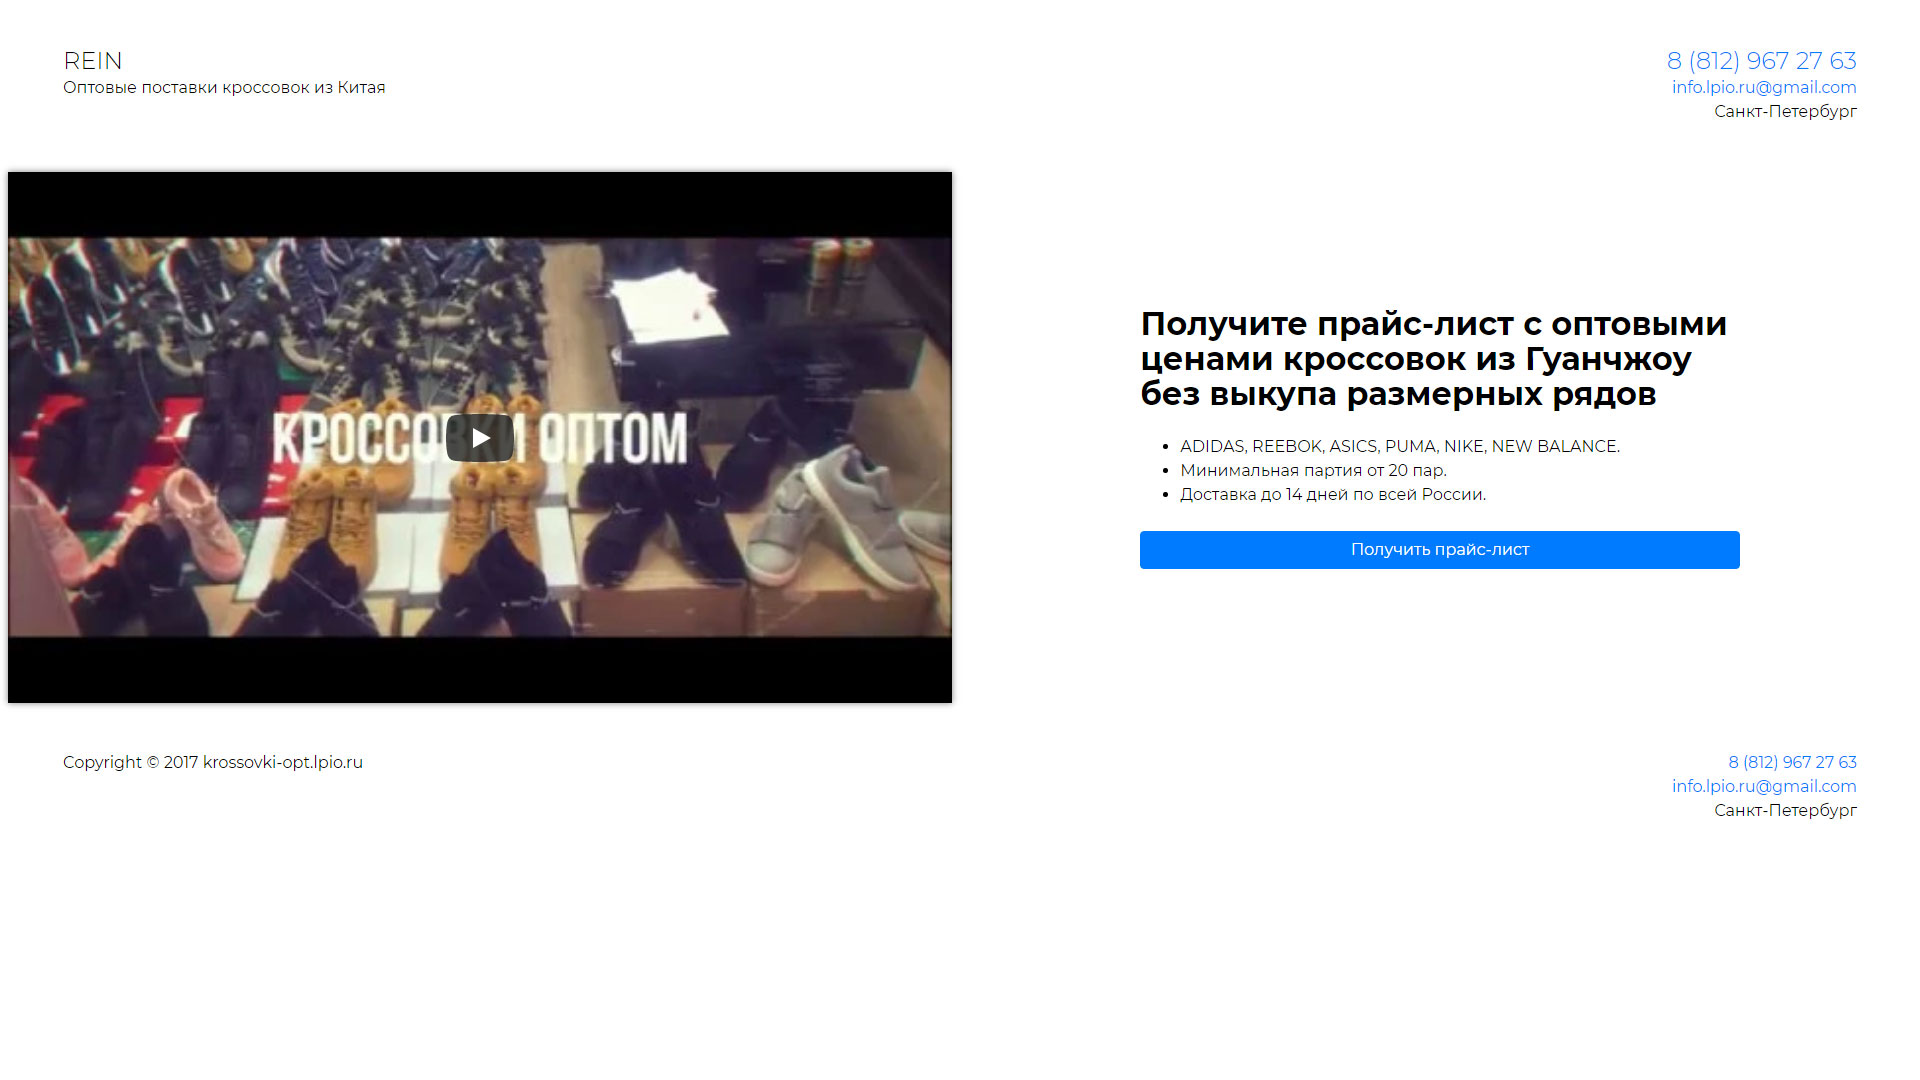 REIN
Оптовые поставки кроссовок из Китая
8 (812) 967 27 63
info.lpio.ru@gmail.com
Санкт-Петербург
КРОССОВКИ ОПТОМ
Получите прайс-лист с оптовыми
ценами кроссовок из Гуанчжоу
без выкупа размерных рядов
ADIDAS, REEBOK, ASICS, PUMA, NIKE, NEW BALANCE.
Минимальная партия от 20 пар.
Доставка до 14 дней по всей России.
Получить прайс-лист
Copyright © 2017 krossovki-opt.lpio.ru
8 (812) 967 27 63
info.lpio.ru@gmail.com
Санкт-Петербург